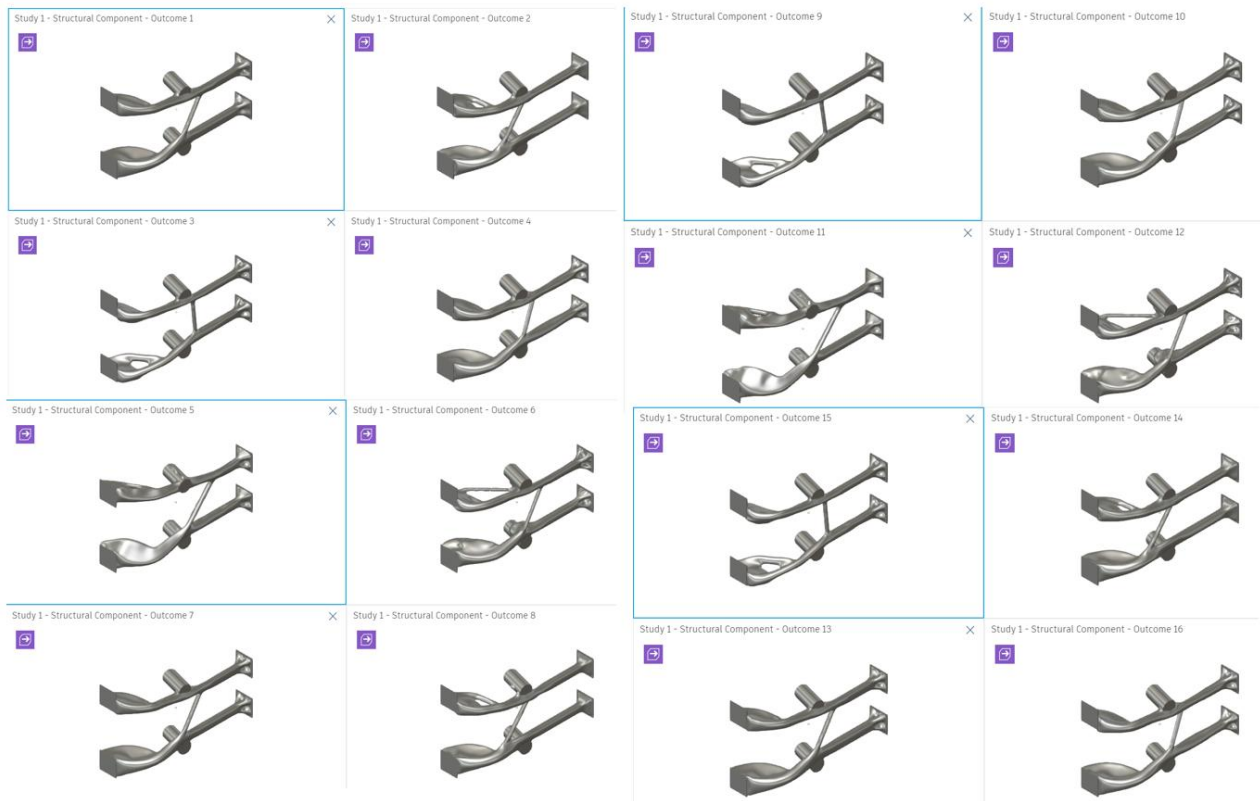 Study 1 - Structural Component - Outcome 1
Study 1 - Structural Component - Outcome 2
Study 1 - Structural Component - Outcome 9
Study 1 - Structural Component - Outcome 10
Study 1 - Structural Component - Outcome 3
Study 1 - Structural Component - Outcome 4
Study 1 - Structural Component - Outcome 11
Study 1 - Structural Component - Outcome 12
Study 1 - Structural Component - Outcome 5
Study 1 - Structural Component - Outcome 6
Study 1 - Structural Component - Outcome 15
Study 1 - Structural Component - Outcome 14
Study 1 - Structural Component - Outcome 7
Study 1 - Structural Component - Outcome 8
Study 1 - Structural Component - Outcome 13
Study 1 - Structural Component - Outcome 16